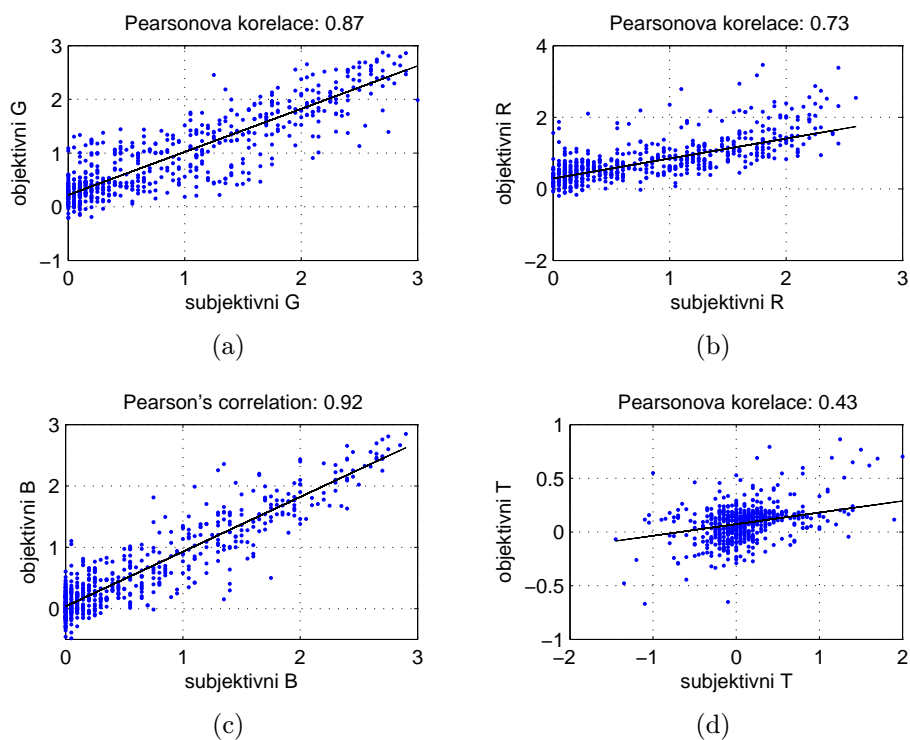 Pearsonova korelace: 0.87
3
2
1
0
−1
objektivni G
0 1 2 3
subjektivni G
(a)
Pearsonova korelace: 0.73
4
2
0
−2
objektivni R
0 1 2 3
subjektivni R
(b)
Pearson's correlation: 0.92
3
2
1
0
objektivni B
0 1 2 3
subjektivni B
(c)
Pearsonova korelace: 0.43
1
0.5
0
−0.5
−1
objektivni T
−2 −1 0 1 2
subjektivni T
(d)